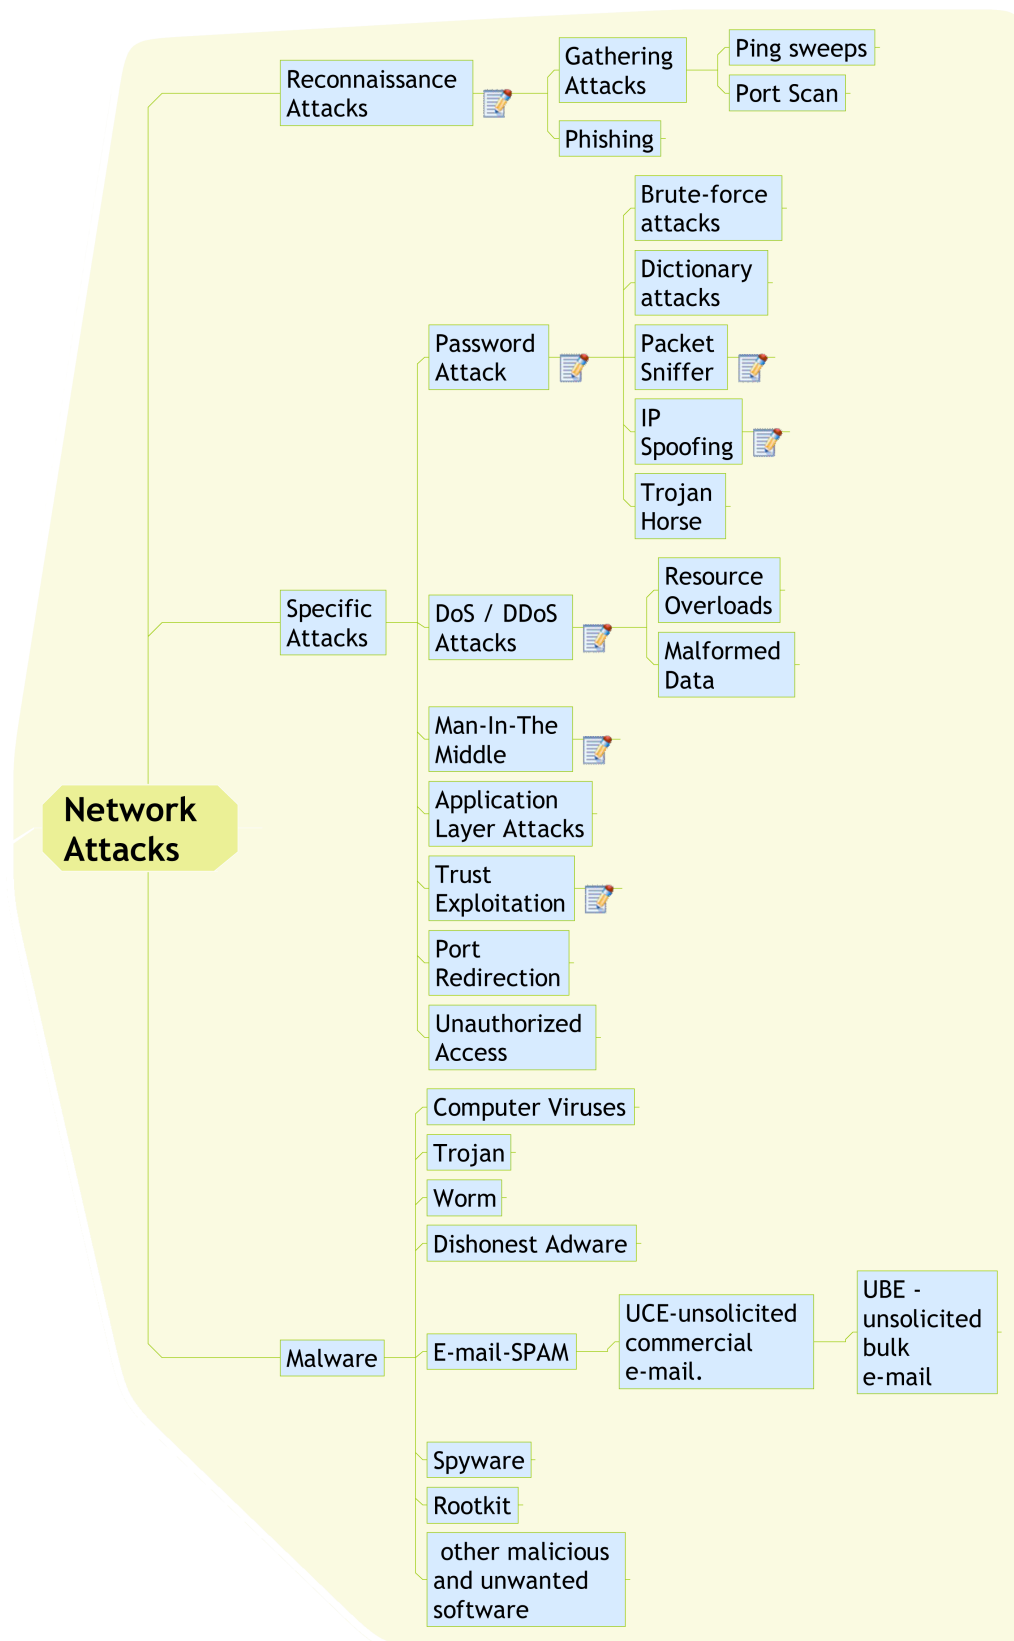 Reconnaissance
Attacks
Gathering
Attacks
Ping sweeps
Port Scan
Phishing
Network
Attacks
Specific
Attacks
Password
Attack
Brute-force
attacks
Dictionary
attacks
Packet
Sniffer
IP
Spoofing
Trojan
Horse
DoS / DDoS
Attacks
Resource
Overloads
Malformed
Data
Man-In-The
Middle
Application
Layer Attacks
Trust
Exploitation
Port
Redirection
Unauthorized
Access
Malware
Computer Viruses
Trojan
Worm
Dishonest Adware
E-mail-SPAM
UCE-unsolicited
commercial
e-mail.
UBE -
unsolicited
bulk
e-mail
Spyware
Rootkit
other malicious
and unwanted
software